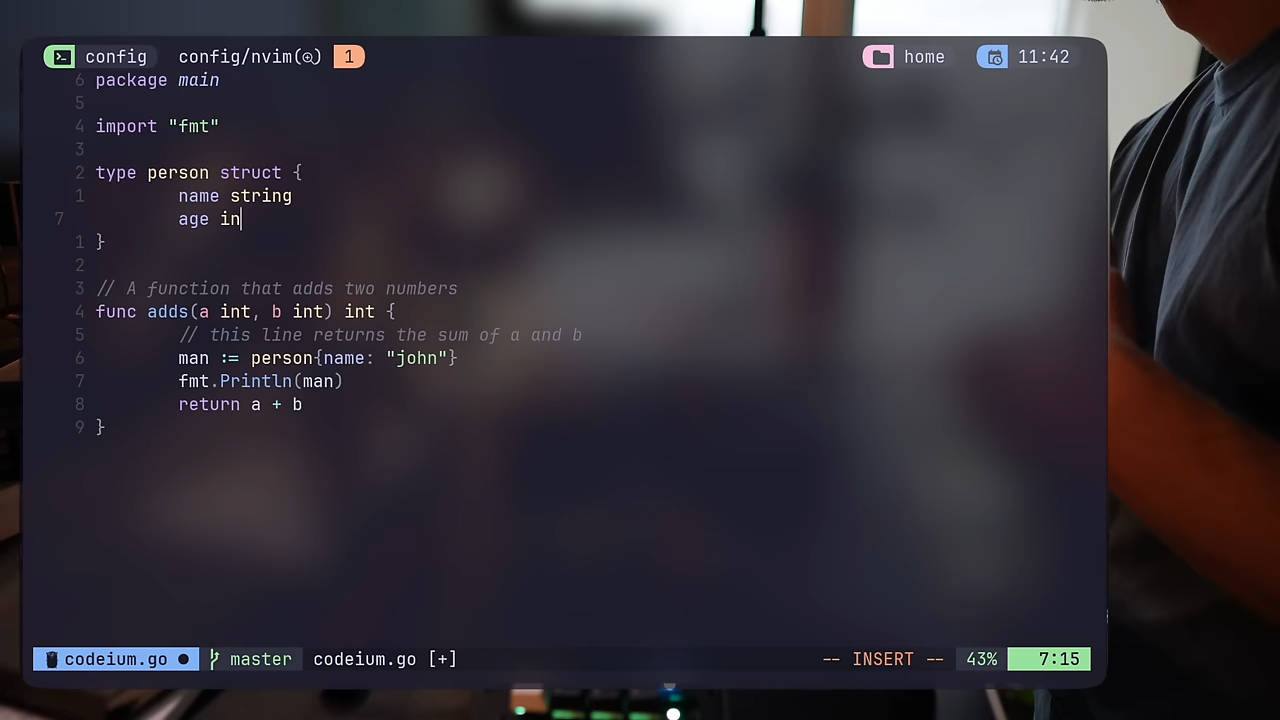 config config/nvim 1 home 11:42
6 package main
5
4 import "fmt"
3
2 type person struct {
1 name string
7 age in
1 }
2
3 // A function that adds two numbers
4 func adds(a int, b int) int {
5 // this line returns the sum of a and b
6 man := person{name: "john"}
7 fmt.Println(man)
8 return a + b
9 }
codeium.go ● master codeium.go [+] -- INSERT -- 43% 7:15